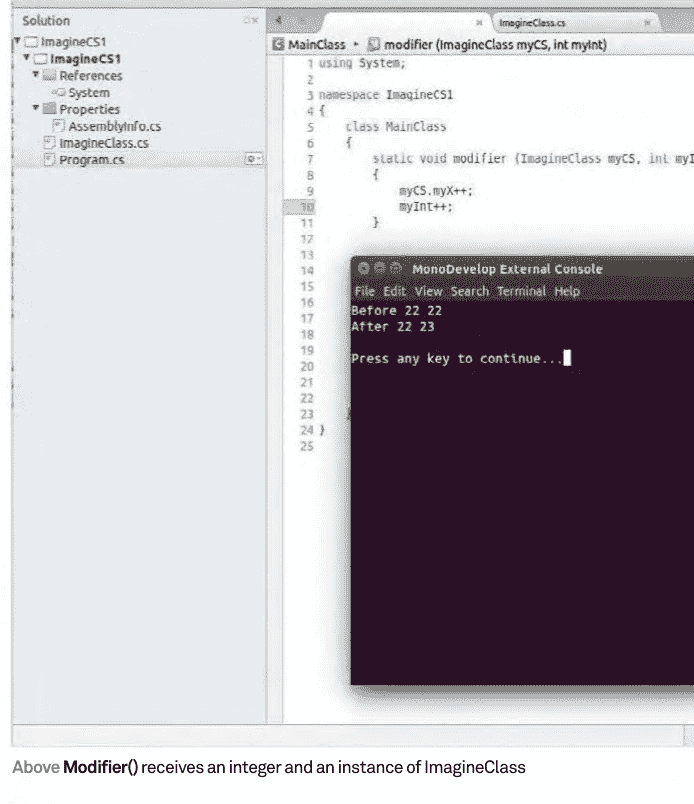 Solution
ImagineCS1
ImagineCS1
References
System
Properties
AssemblyInfo.cs
ImagineClass.cs
Program.cs
ImagineClass.cs
MainClass ▸ modifier (ImagineClass myCS, int myInt)
1 using System;
2
3 namespace ImagineCS1
4 {
5 class MainClass
6 {
7 static void modifier (ImagineClass myCS, int myI
8 {
9 myCS.myX++;
10 myInt++;
11 }
12
13
14
15
16
17
18
19
20
21
22
23
24 }
25
MonoDevelop External Console
File Edit View Search Terminal Help
Before 22 22
After 22 23
Press any key to continue...
Above Modifier() receives an integer and an instance of ImagineClass